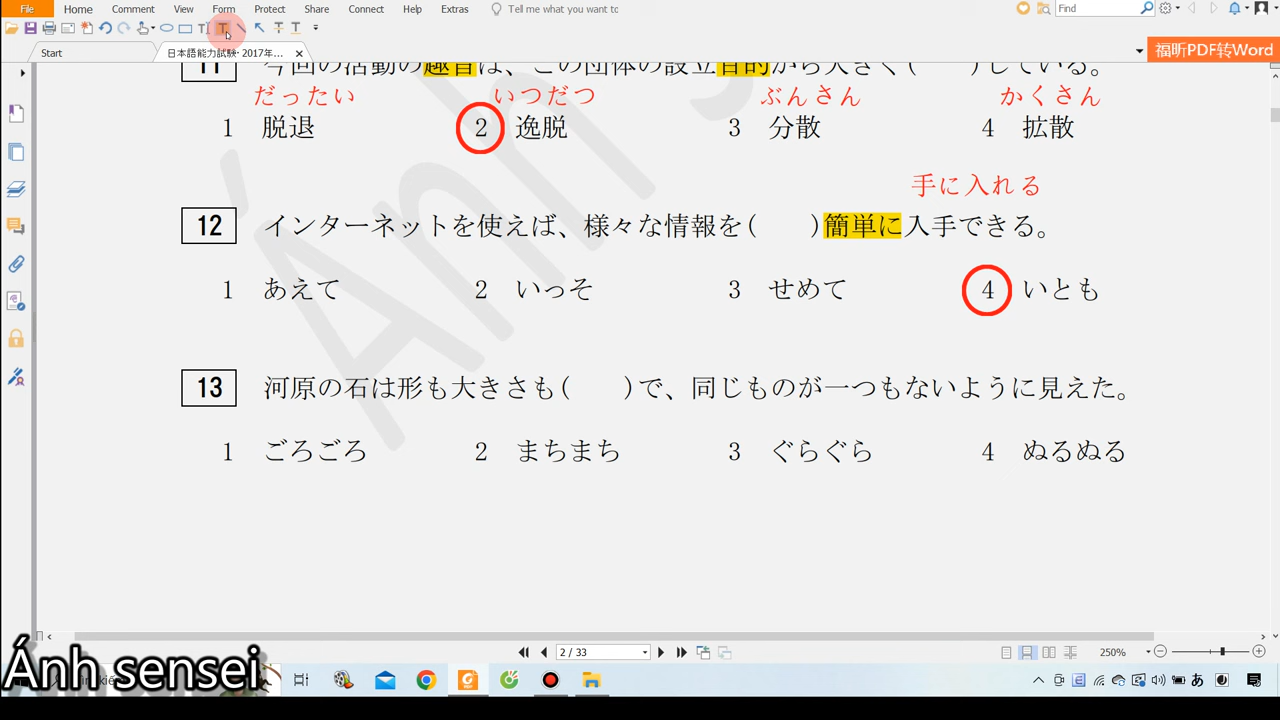 File Home Comment View Form Protect Share Connect Help Extras Tell me what you want to Find
Start 日本語能力試験・2017年... 福昕PDF转Word
11 今回の活動の趣旨は、この団体の設立目的から大きく( )している。
だったい いつだつ ぶんさん かくさん
1 脱退 2 逸脱 3 分散 4 拡散
手に入れる
12 インターネットを使えば、様々な情報を( )簡単に入手できる。
1 あえて 2 いっそ 3 せめて 4 いとも
13 河原の石は形も大きさも( )で、同じものが一つもないように見えた。
1 ごろごろ 2 まちまち 3 ぐらぐら 4 ぬるぬる
Ánh
2 / 33 250%
Ánh sensei